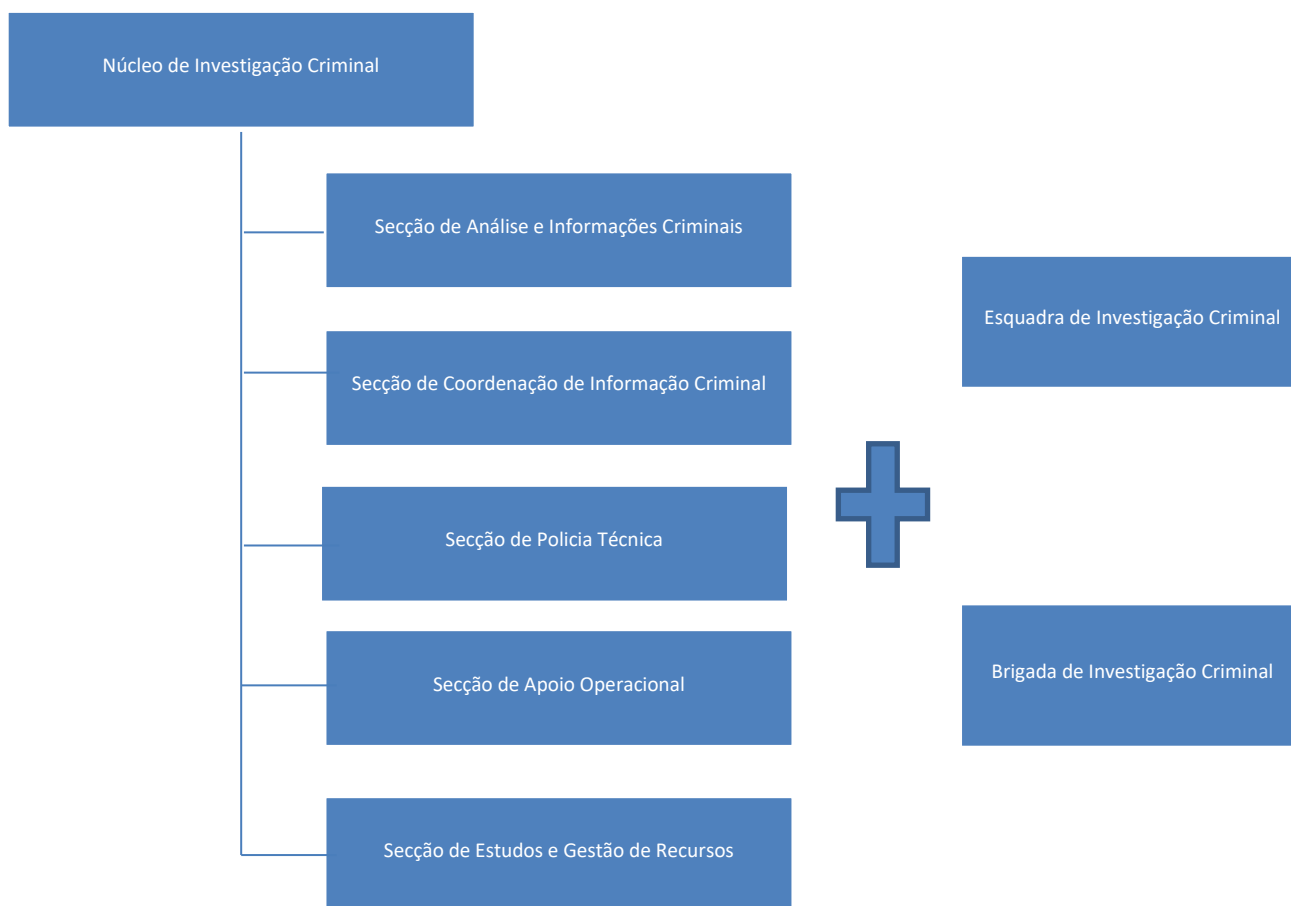 Núcleo de Investigação Criminal
Secção de Análise e Informações Criminais
Secção de Coordenação de Informação Criminal
Secção de Policia Técnica
Secção de Apoio Operacional
Secção de Estudos e Gestão de Recursos
Esquadra de Investigação Criminal
Brigada de Investigação Criminal